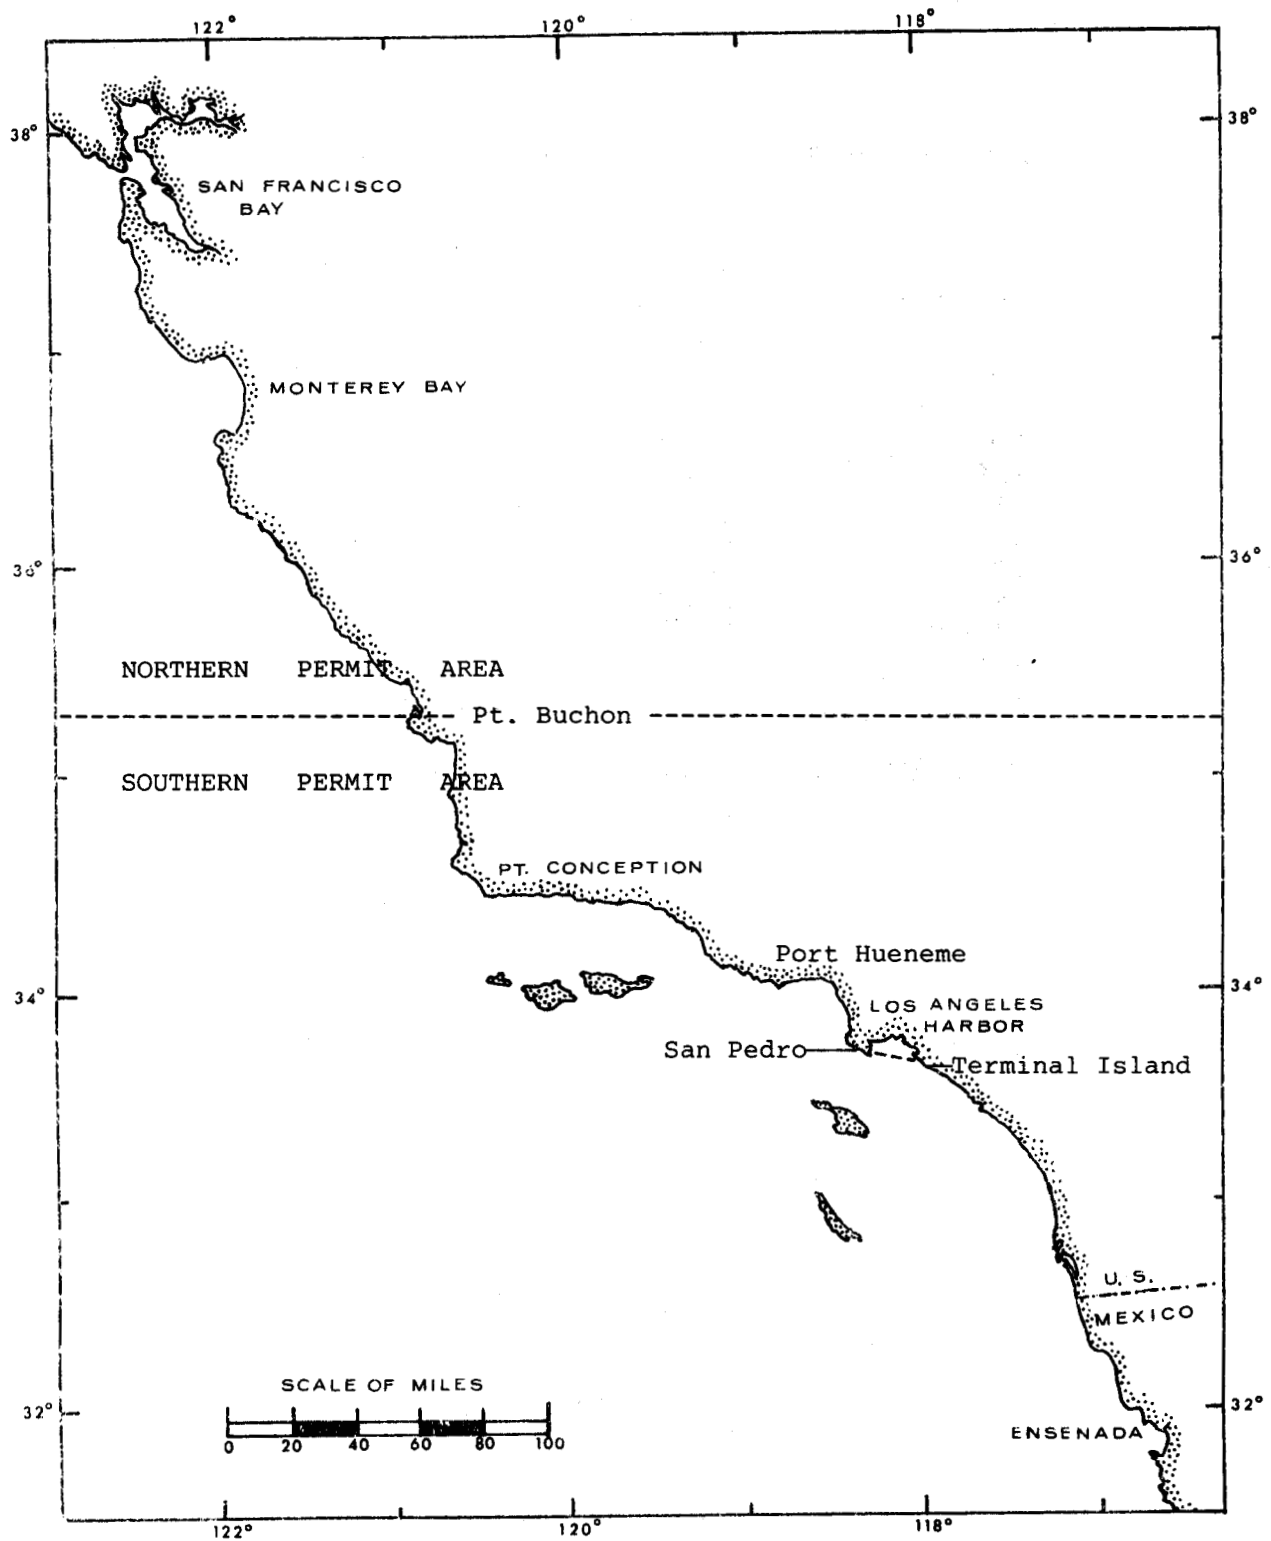 122° 120° 118°
38° 38°
SAN FRANCISCO
BAY
MONTEREY BAY
36° 36°
NORTHERN PERMIT AREA
Pt. Buchon
SOUTHERN PERMIT AREA
PT. CONCEPTION
Port Hueneme
34° 34°
LOS ANGELES
HARBOR
San Pedro
Terminal Island
U. S.
MEXICO
SCALE OF MILES
32° 32°
ENSENADA
0 20 40 60 80 100
122° 120° 118°